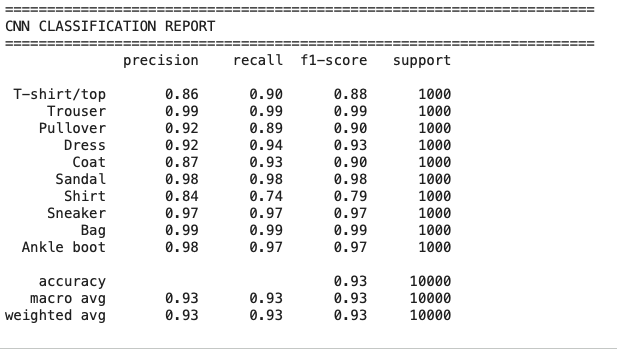 ======================================================================
CNN CLASSIFICATION REPORT
======================================================================
              precision    recall  f1-score   support

 T-shirt/top       0.86      0.90      0.88      1000
     Trouser       0.99      0.99      0.99      1000
    Pullover       0.92      0.89      0.90      1000
       Dress       0.92      0.94      0.93      1000
        Coat       0.87      0.93      0.90      1000
      Sandal       0.98      0.98      0.98      1000
       Shirt       0.84      0.74      0.79      1000
     Sneaker       0.97      0.97      0.97      1000
         Bag       0.99      0.99      0.99      1000
  Ankle boot       0.98      0.97      0.97      1000

    accuracy                           0.93     10000
   macro avg       0.93      0.93      0.93     10000
weighted avg       0.93      0.93      0.93     10000